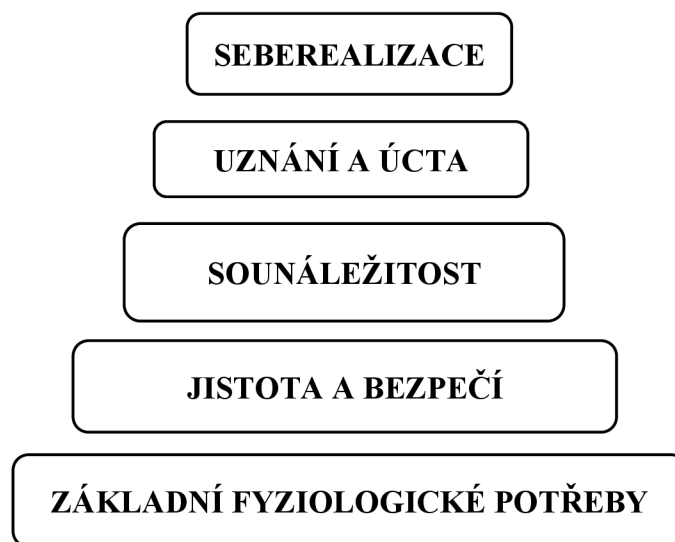 SEBEREALIZACE
UZNÁNÍ A ÚCTA
SOUNÁLEŽITOST
JISTOTA A BEZPEČÍ
ZÁKLADNÍ FYZIOLOGICKÉ POTŘEBY